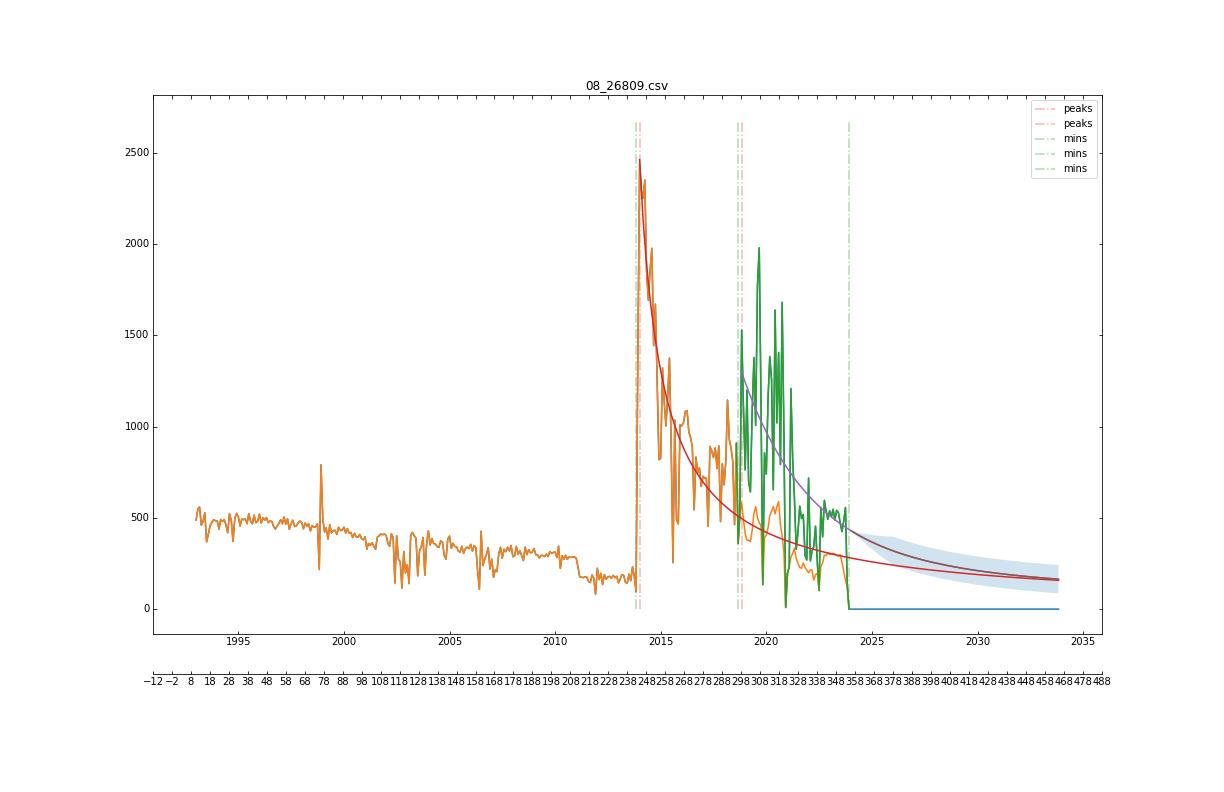 08_26809.csv
peaks
peaks
mins
mins
mins
2500
2000
1500
1000
500
0
1995 2000 2005 2010 2015 2020 2025 2030 2035
−12 −2 8 18 28 38 48 58 68 78 88 98 108 118 128 138 148 158 168 178 188 198 208 218 228 238 248 258 268 278 288 298 308 318 328 338 348 358 368 378 388 398 408 418 428 438 448 458 468 478 488